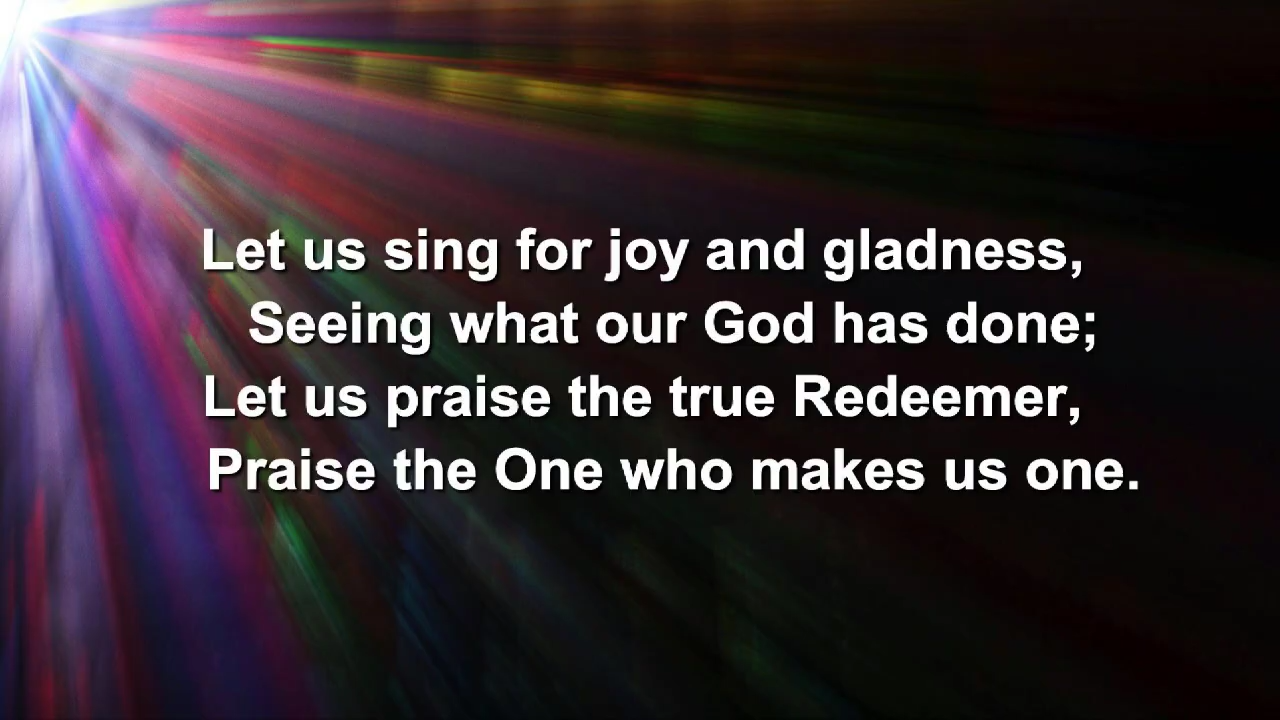 Let us sing for joy and gladness,
Seeing what our God has done;
Let us praise the true Redeemer,
Praise the One who makes us one.